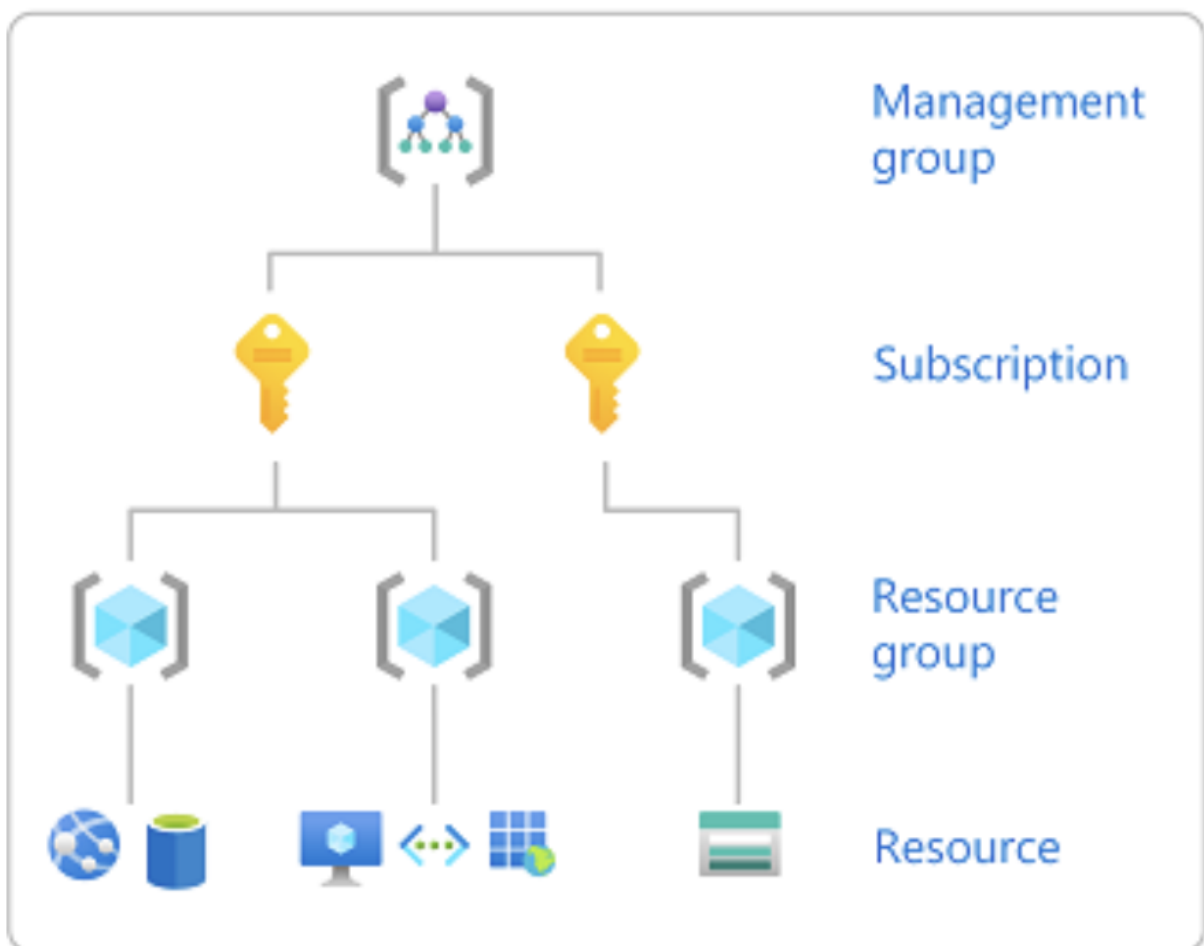 Management
group
Subscription
Resource
group
Resource